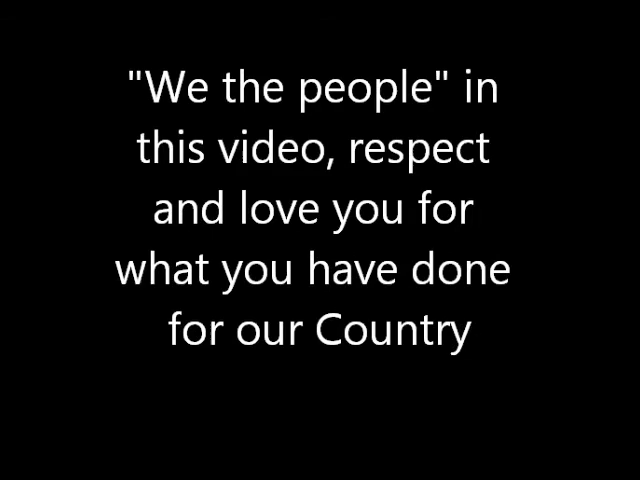 "We the people" in
this video, respect
and love you for
what you have done
for our Country